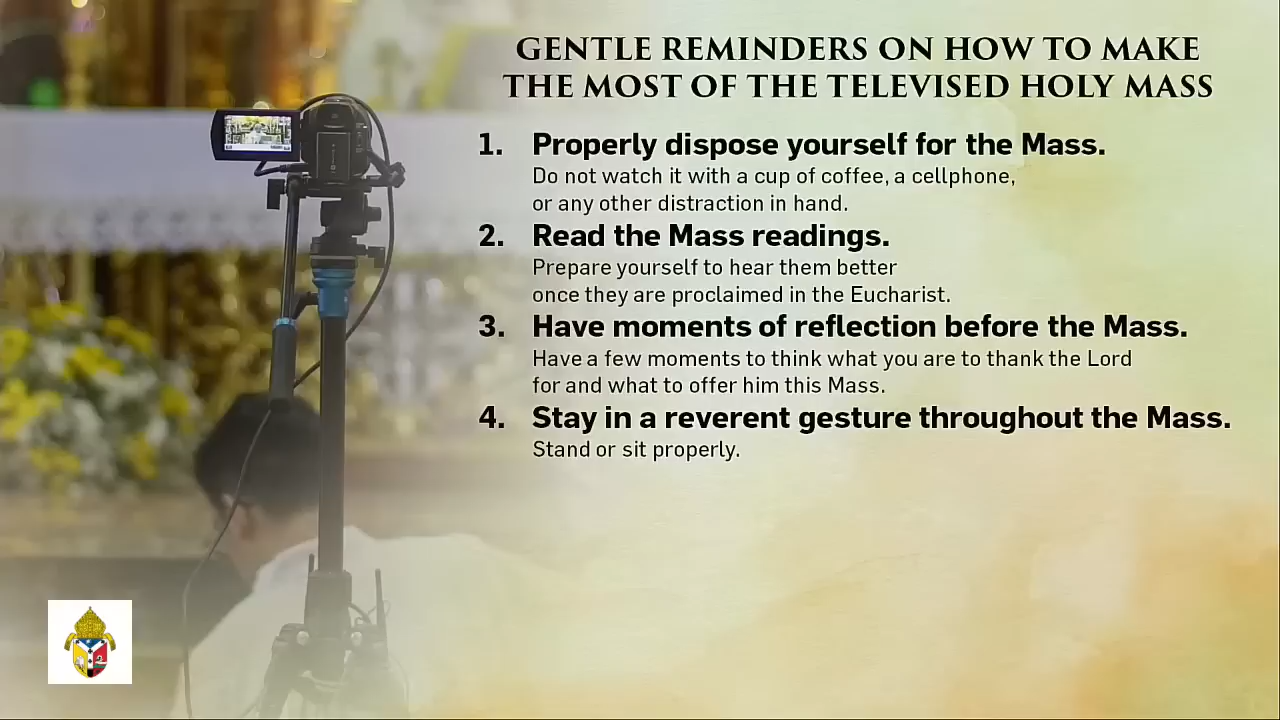 GENTLE REMINDERS ON HOW TO MAKE
THE MOST OF THE TELEVISED HOLY MASS
1. Properly dispose yourself for the Mass.
Do not watch it with a cup of coffee, a cellphone,
or any other distraction in hand.
2. Read the Mass readings.
Prepare yourself to hear them better
once they are proclaimed in the Eucharist.
3. Have moments of reflection before the Mass.
Have a few moments to think what you are to thank the Lord
for and what to offer him this Mass.
4. Stay in a reverent gesture throughout the Mass.
Stand or sit properly.